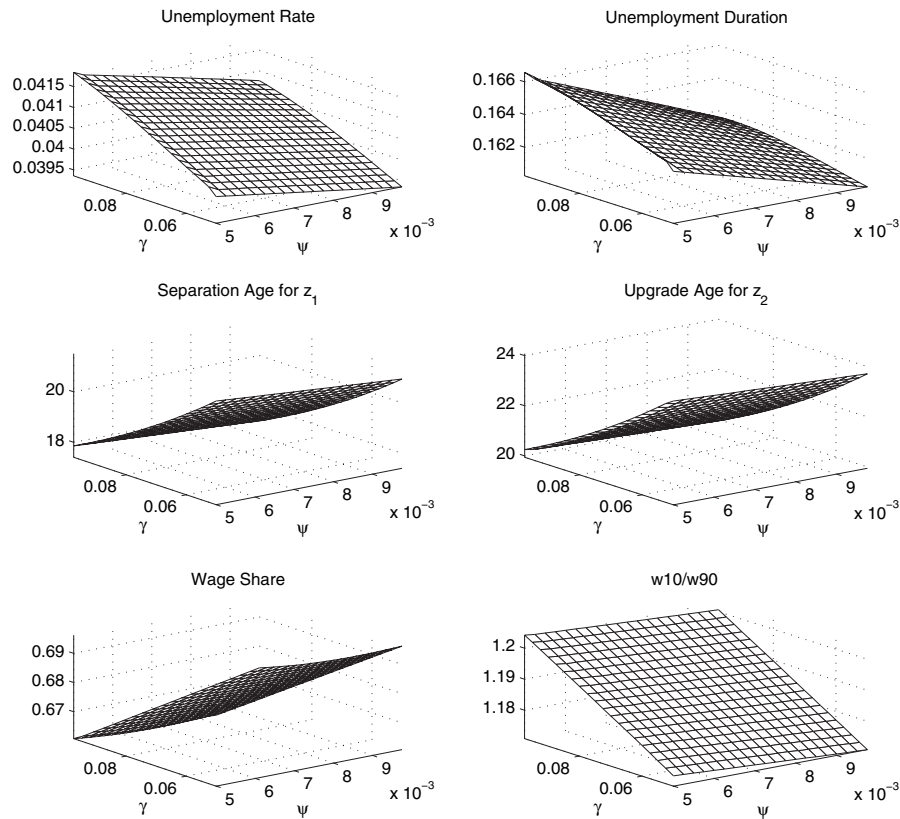 Unemployment Rate
0.0415
0.041
0.0405
0.04
0.0395
0.08
0.06
γ
5
6
7
8
9
ψ
x 10⁻³
Unemployment Duration
0.166
0.164
0.162
0.08
0.06
γ
5
6
7
8
9
ψ
x 10⁻³
Separation Age for z₁
20
18
0.08
0.06
γ
5
6
7
8
9
ψ
x 10⁻³
Upgrade Age for z₂
24
22
20
0.08
0.06
γ
5
6
7
8
9
ψ
x 10⁻³
Wage Share
0.69
0.68
0.67
0.08
0.06
γ
5
6
7
8
9
ψ
x 10⁻³
w10/w90
1.2
1.19
1.18
0.08
0.06
γ
5
6
7
8
9
ψ
x 10⁻³